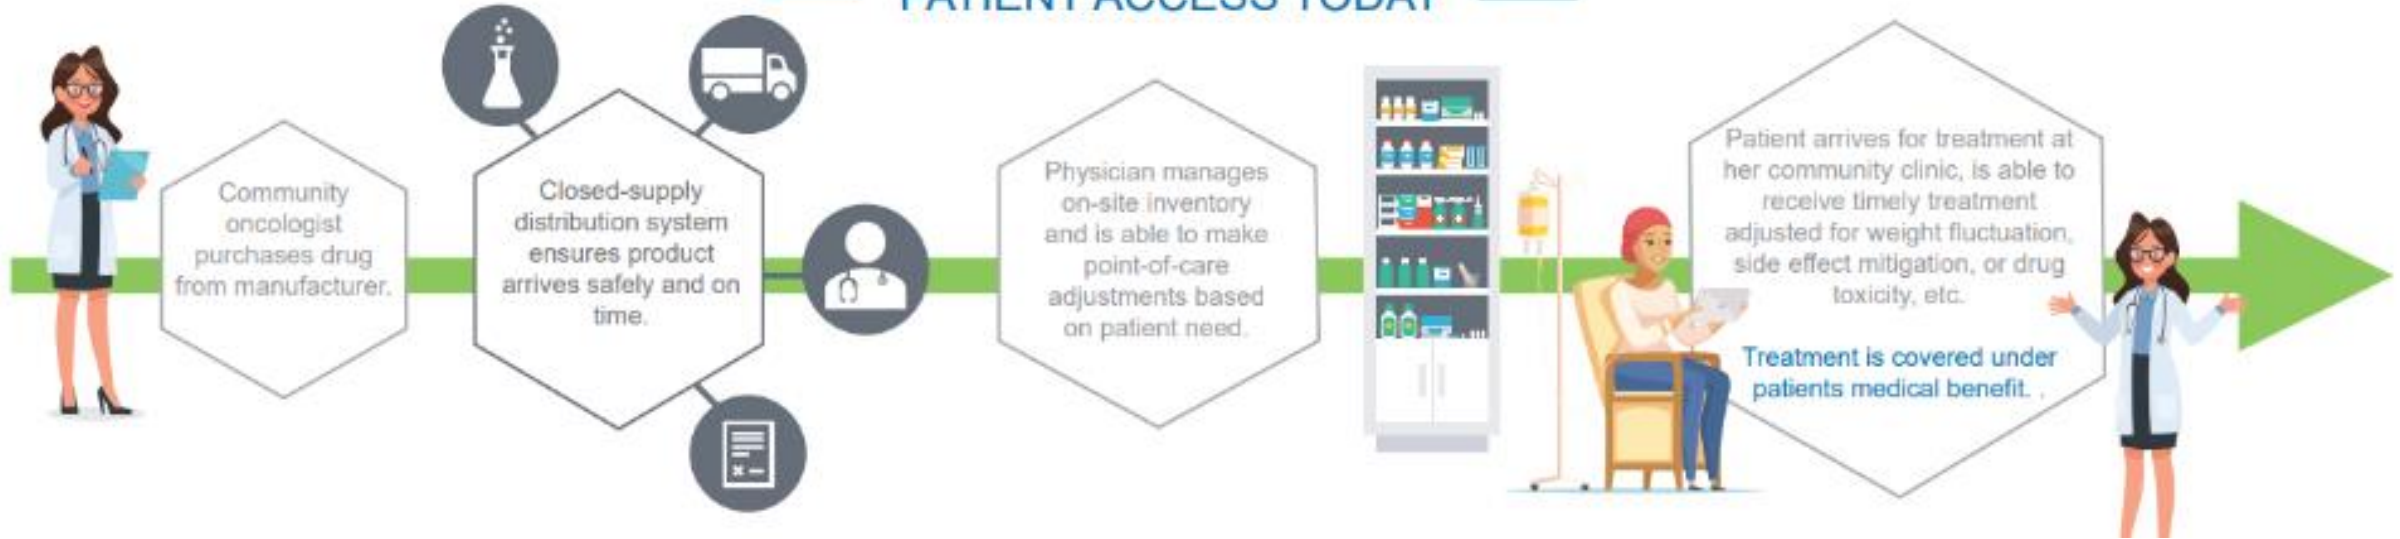 PATIENT ACCESS TODAY
Community
oncologist
purchases drug
from manufacturer.
Closed-supply
distribution system
ensures product
arrives safely and on
time.
Physician manages
on-site inventory
and is able to make
point-of-care
adjustments based
on patient need.
Patient arrives for treatment at
her community clinic, is able to
receive timely treatment
adjusted for weight fluctuation,
side effect mitigation, or drug
toxicity, etc.
Treatment is covered under
patients medical benefit. .